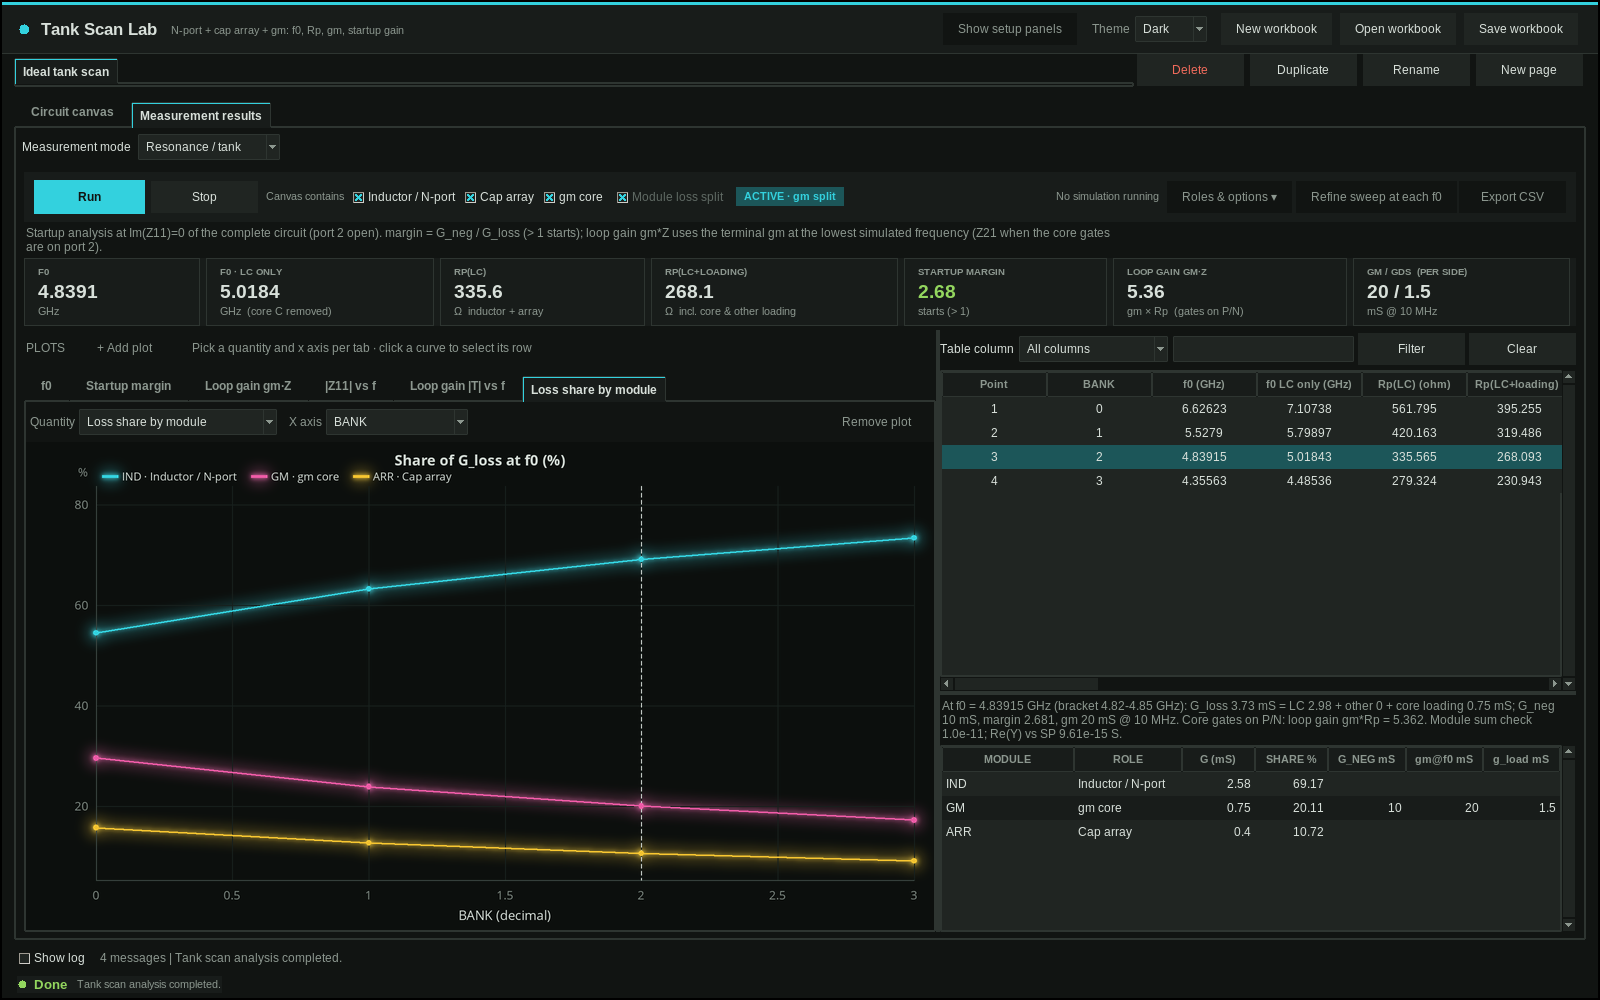 Tank Scan Lab N-port + cap array + gm: f0, Rp, gm, startup gain Show setup panels Theme Dark New workbook Open workbook Save workbook
Ideal tank scan Delete Duplicate Rename New page
Circuit canvas Measurement results
Measurement mode Resonance / tank
Run Stop Canvas contains Inductor / N-port Cap array gm core Module loss split ACTIVE · gm split No simulation running Roles & options ▾ Refine sweep at each f0 Export CSV
Startup analysis at Im(Z11)=0 of the complete circuit (port 2 open). margin = G_neg / G_loss (> 1 starts); loop gain gm*Z uses the terminal gm at the lowest simulated frequency (Z21 when the core gates
are on port 2).
F0 F0 · LC ONLY RP(LC) RP(LC+LOADING) STARTUP MARGIN LOOP GAIN GM·Z GM / GDS (PER SIDE)
4.8391 5.0184 335.6 268.1 2.68 5.36 20 / 1.5
GHz GHz (core C removed) Ω inductor + array Ω incl. core & other loading starts (> 1) gm × Rp (gates on P/N) mS @ 10 MHz
PLOTS + Add plot Pick a quantity and x axis per tab · click a curve to select its row
Table column All columns Filter Clear
f0 Startup margin Loop gain gm·Z |Z11| vs f Loop gain |T| vs f Loss share by module
Quantity Loss share by module X axis BANK Remove plot
Share of G_loss at f0 (%)
% IND · Inductor / N-port GM · gm core ARR · Cap array
80
60
40
20
0 0.5 1 1.5 2 2.5 3
BANK (decimal)
Point BANK f0 (GHz) f0 LC only (GHz) Rp(LC) (ohm) Rp(LC+loading)
1 0 6.62623 7.10738 561.795 395.255
2 1 5.5279 5.79897 420.163 319.486
3 2 4.83915 5.01843 335.565 268.093
4 3 4.35563 4.48536 279.324 230.943
At f0 = 4.83915 GHz (bracket 4.82-4.85 GHz): G_loss 3.73 mS = LC 2.98 + other 0 + core loading 0.75 mS; G_neg
10 mS, margin 2.681, gm 20 mS @ 10 MHz. Core gates on P/N: loop gain gm*Rp = 5.362. Module sum check
1.0e-11; Re(Y) vs SP 9.61e-15 S.
MODULE ROLE G (mS) SHARE % G_NEG mS gm@f0 mS g_load mS
IND Inductor / N-port 2.58 69.17
GM gm core 0.75 20.11 10 20 1.5
ARR Cap array 0.4 10.72
Show log 4 messages | Tank scan analysis completed.
Done Tank scan analysis completed.